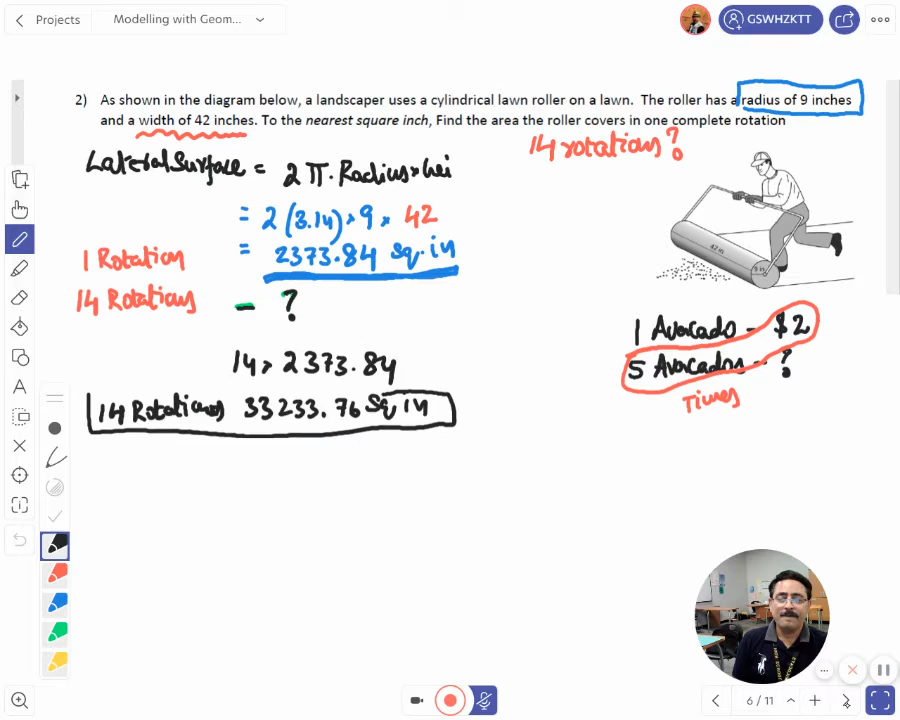 Projects
Modelling with Geom...
GSWHZKTT
2) As shown in the diagram below, a landscaper uses a cylindrical lawn roller on a lawn. The roller has a radius of 9 inches
and a width of 42 inches. To the nearest square inch, Find the area the roller covers in one complete rotation
14 rotations?
Lateral Surface = 2 π. Radius × hei
= 2 (3.14) × 9 × 42
= 2373.84 sq. in
1 Rotation
14 Rotations - ?
14 × 2373.84
14 Rotations 33233.76 Sq in
42 in
9 in
1 Avocado - $2
5 Avocados - ?
Times
A
6 / 11